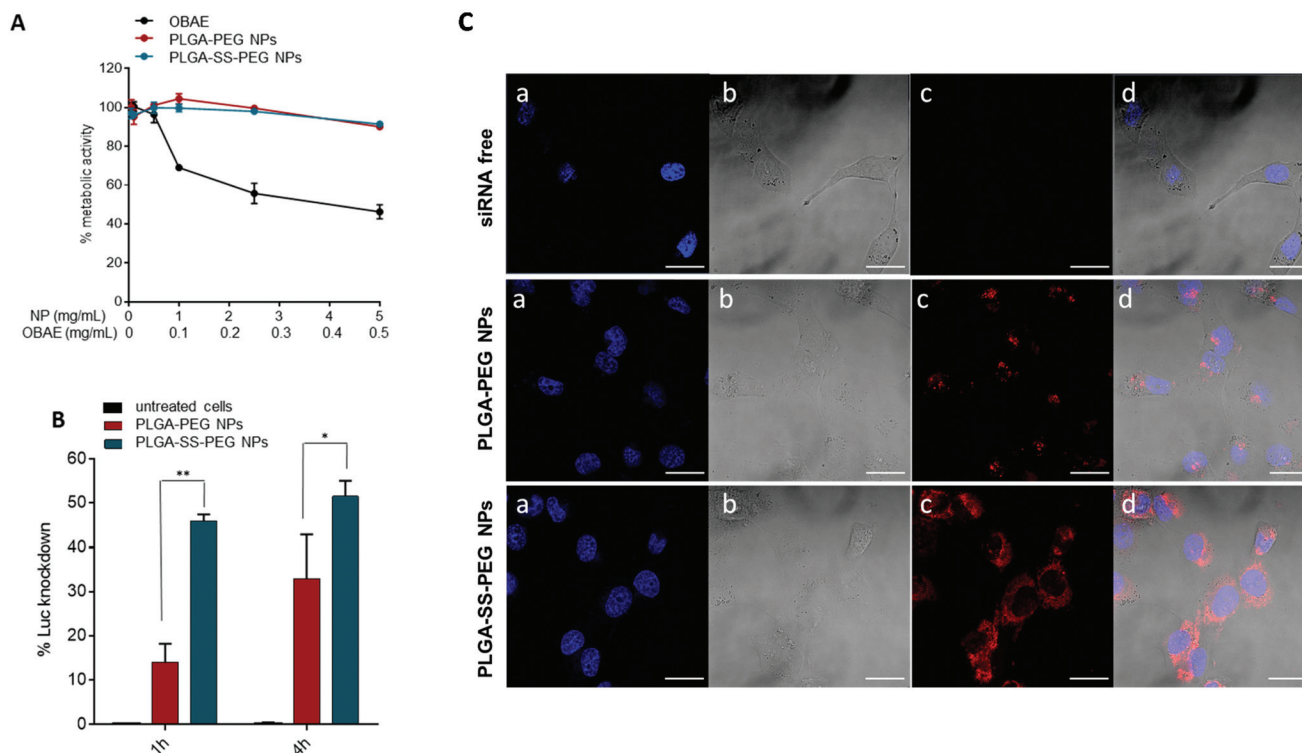 A
OBAE
PLGA-PEG NPs
PLGA-SS-PEG NPs
% metabolic activity
120
100
80
60
40
20
0
NP (mg/mL) 0 1 2 3 4 5
OBAE (mg/mL) 0 0.1 0.2 0.3 0.4 0.5
B
untreated cells
PLGA-PEG NPs
PLGA-SS-PEG NPs
% Luc knockdown
60
50
40
30
20
10
0
**
*
1h 4h
C
siRNA free
a b c d
PLGA-PEG NPs
a b c d
PLGA-SS-PEG NPs
a b c d